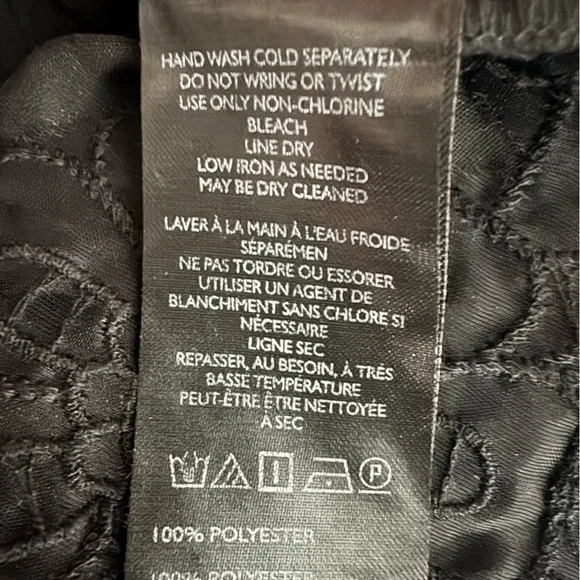 HAND WASH COLD SEPARATELY
DO NOT WRING OR TWIST
USE ONLY NON-CHLORINE
BLEACH
LINE DRY
LOW IRON AS NEEDED
MAY BE DRY CLEANED
LAVER À LA MAIN À L'EAU FROIDE
SÉPARÉMEN
NE PAS TORDRE OU ESSORER
UTILISER UN AGENT DE
BLANCHIMENT SANS CHLORE SI
NÉCESSAIRE
LIGNE SEC
REPASSER, AU BESOIN, À TRÈS
BASSE TEMPÉRATURE
PEUT-ÊTRE ÊTRE NETTOYÉE
A SEC
P
100% POLYESTER
100% POLYESTER